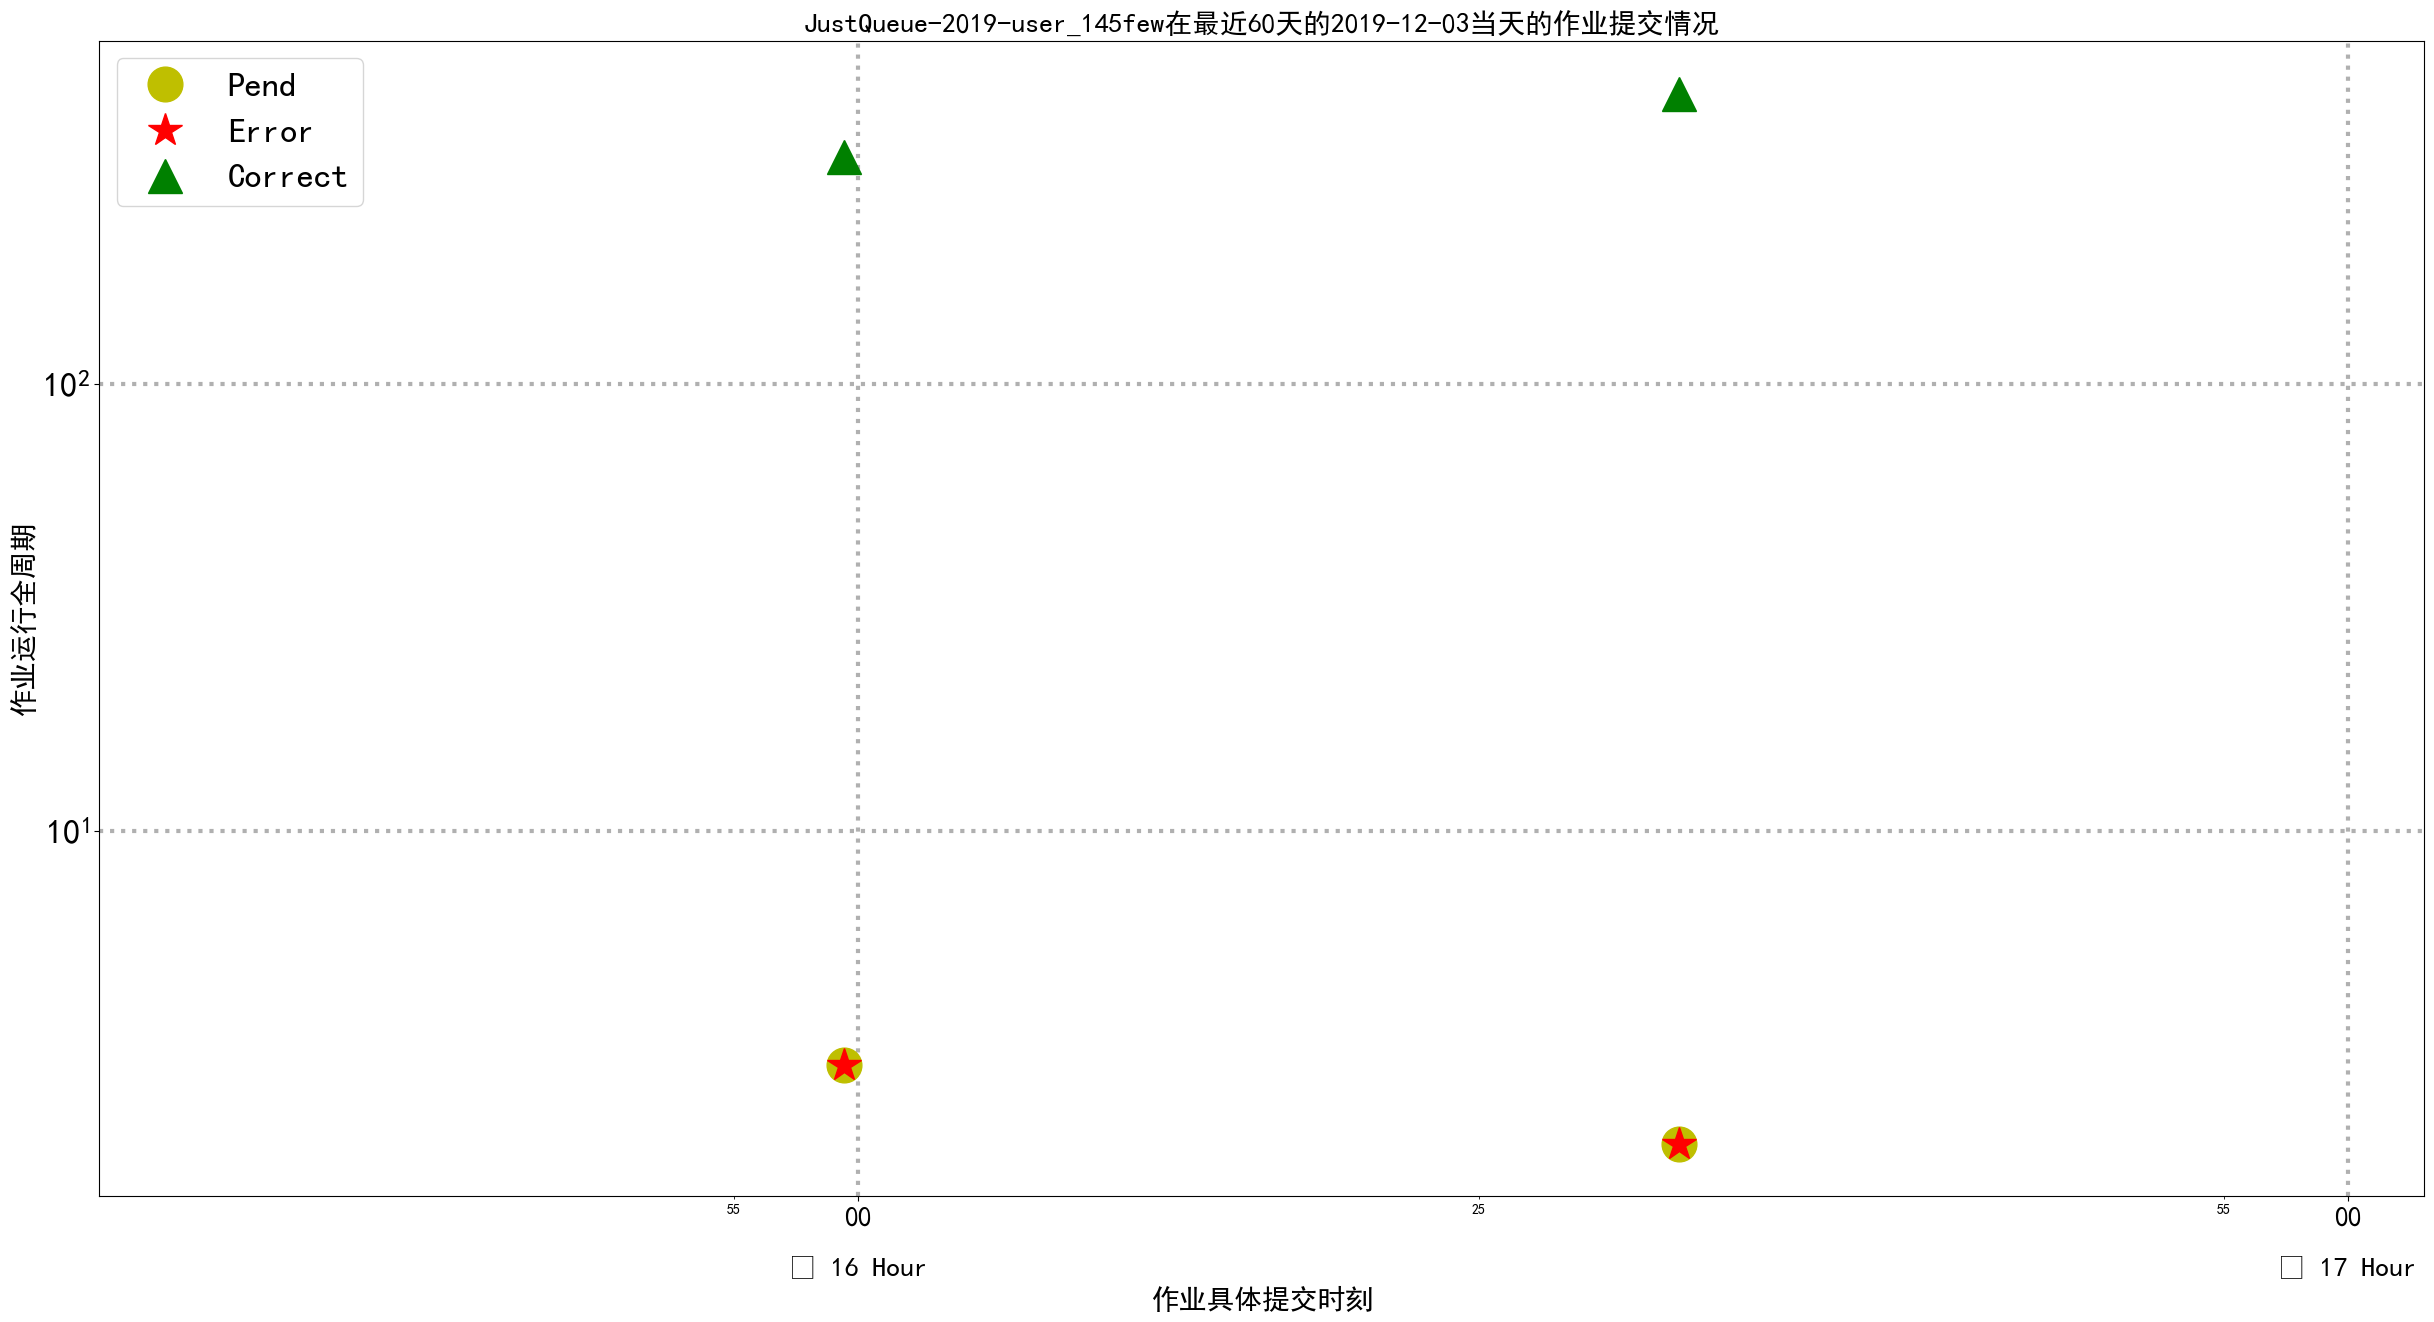 JustQueue-2019-user_145few在最近60天的2019-12-03当天的作业提交情况
Pend
Error
Correct
10²
10¹
作业运行全周期
55
00
25
55
00
□ 16 Hour
□ 17 Hour
作业具体提交时刻